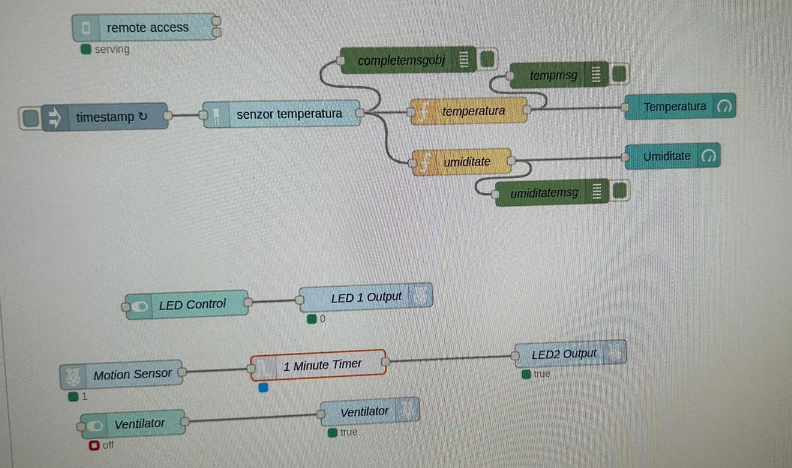 remote access
serving
completemsgobj
tempmsg
timestamp ↻
senzor temperatura
temperatura
Temperatura
umiditate
Umiditate
umiditatemsg
LED Control
LED 1 Output
0
Motion Sensor
1
1 Minute Timer
LED2 Output
true
Ventilator
off
Ventilator
true